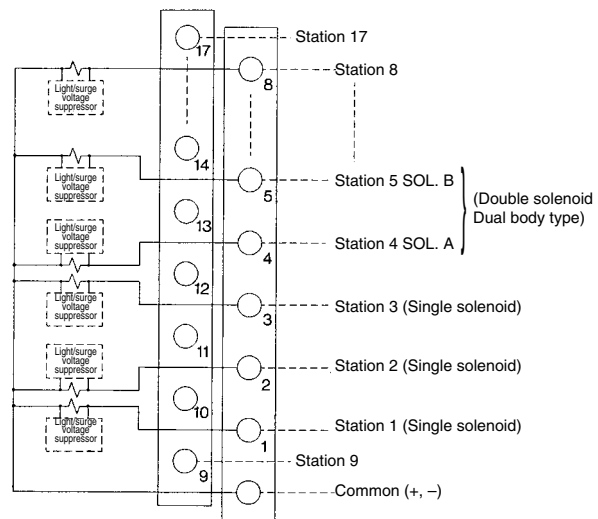 17
Station 17
8
Station 8
Light/surge
voltage
suppressor
14
Light/surge
voltage
suppressor
5
Station 5 SOL. B
13
(Double solenoid
Dual body type)
Light/surge
voltage
suppressor
4
Station 4 SOL. A
12
Light/surge
voltage
suppressor
3
Station 3 (Single solenoid)
11
Light/surge
voltage
suppressor
2
Station 2 (Single solenoid)
10
Light/surge
voltage
suppressor
1
Station 1 (Single solenoid)
9
Station 9
Common (+, –)